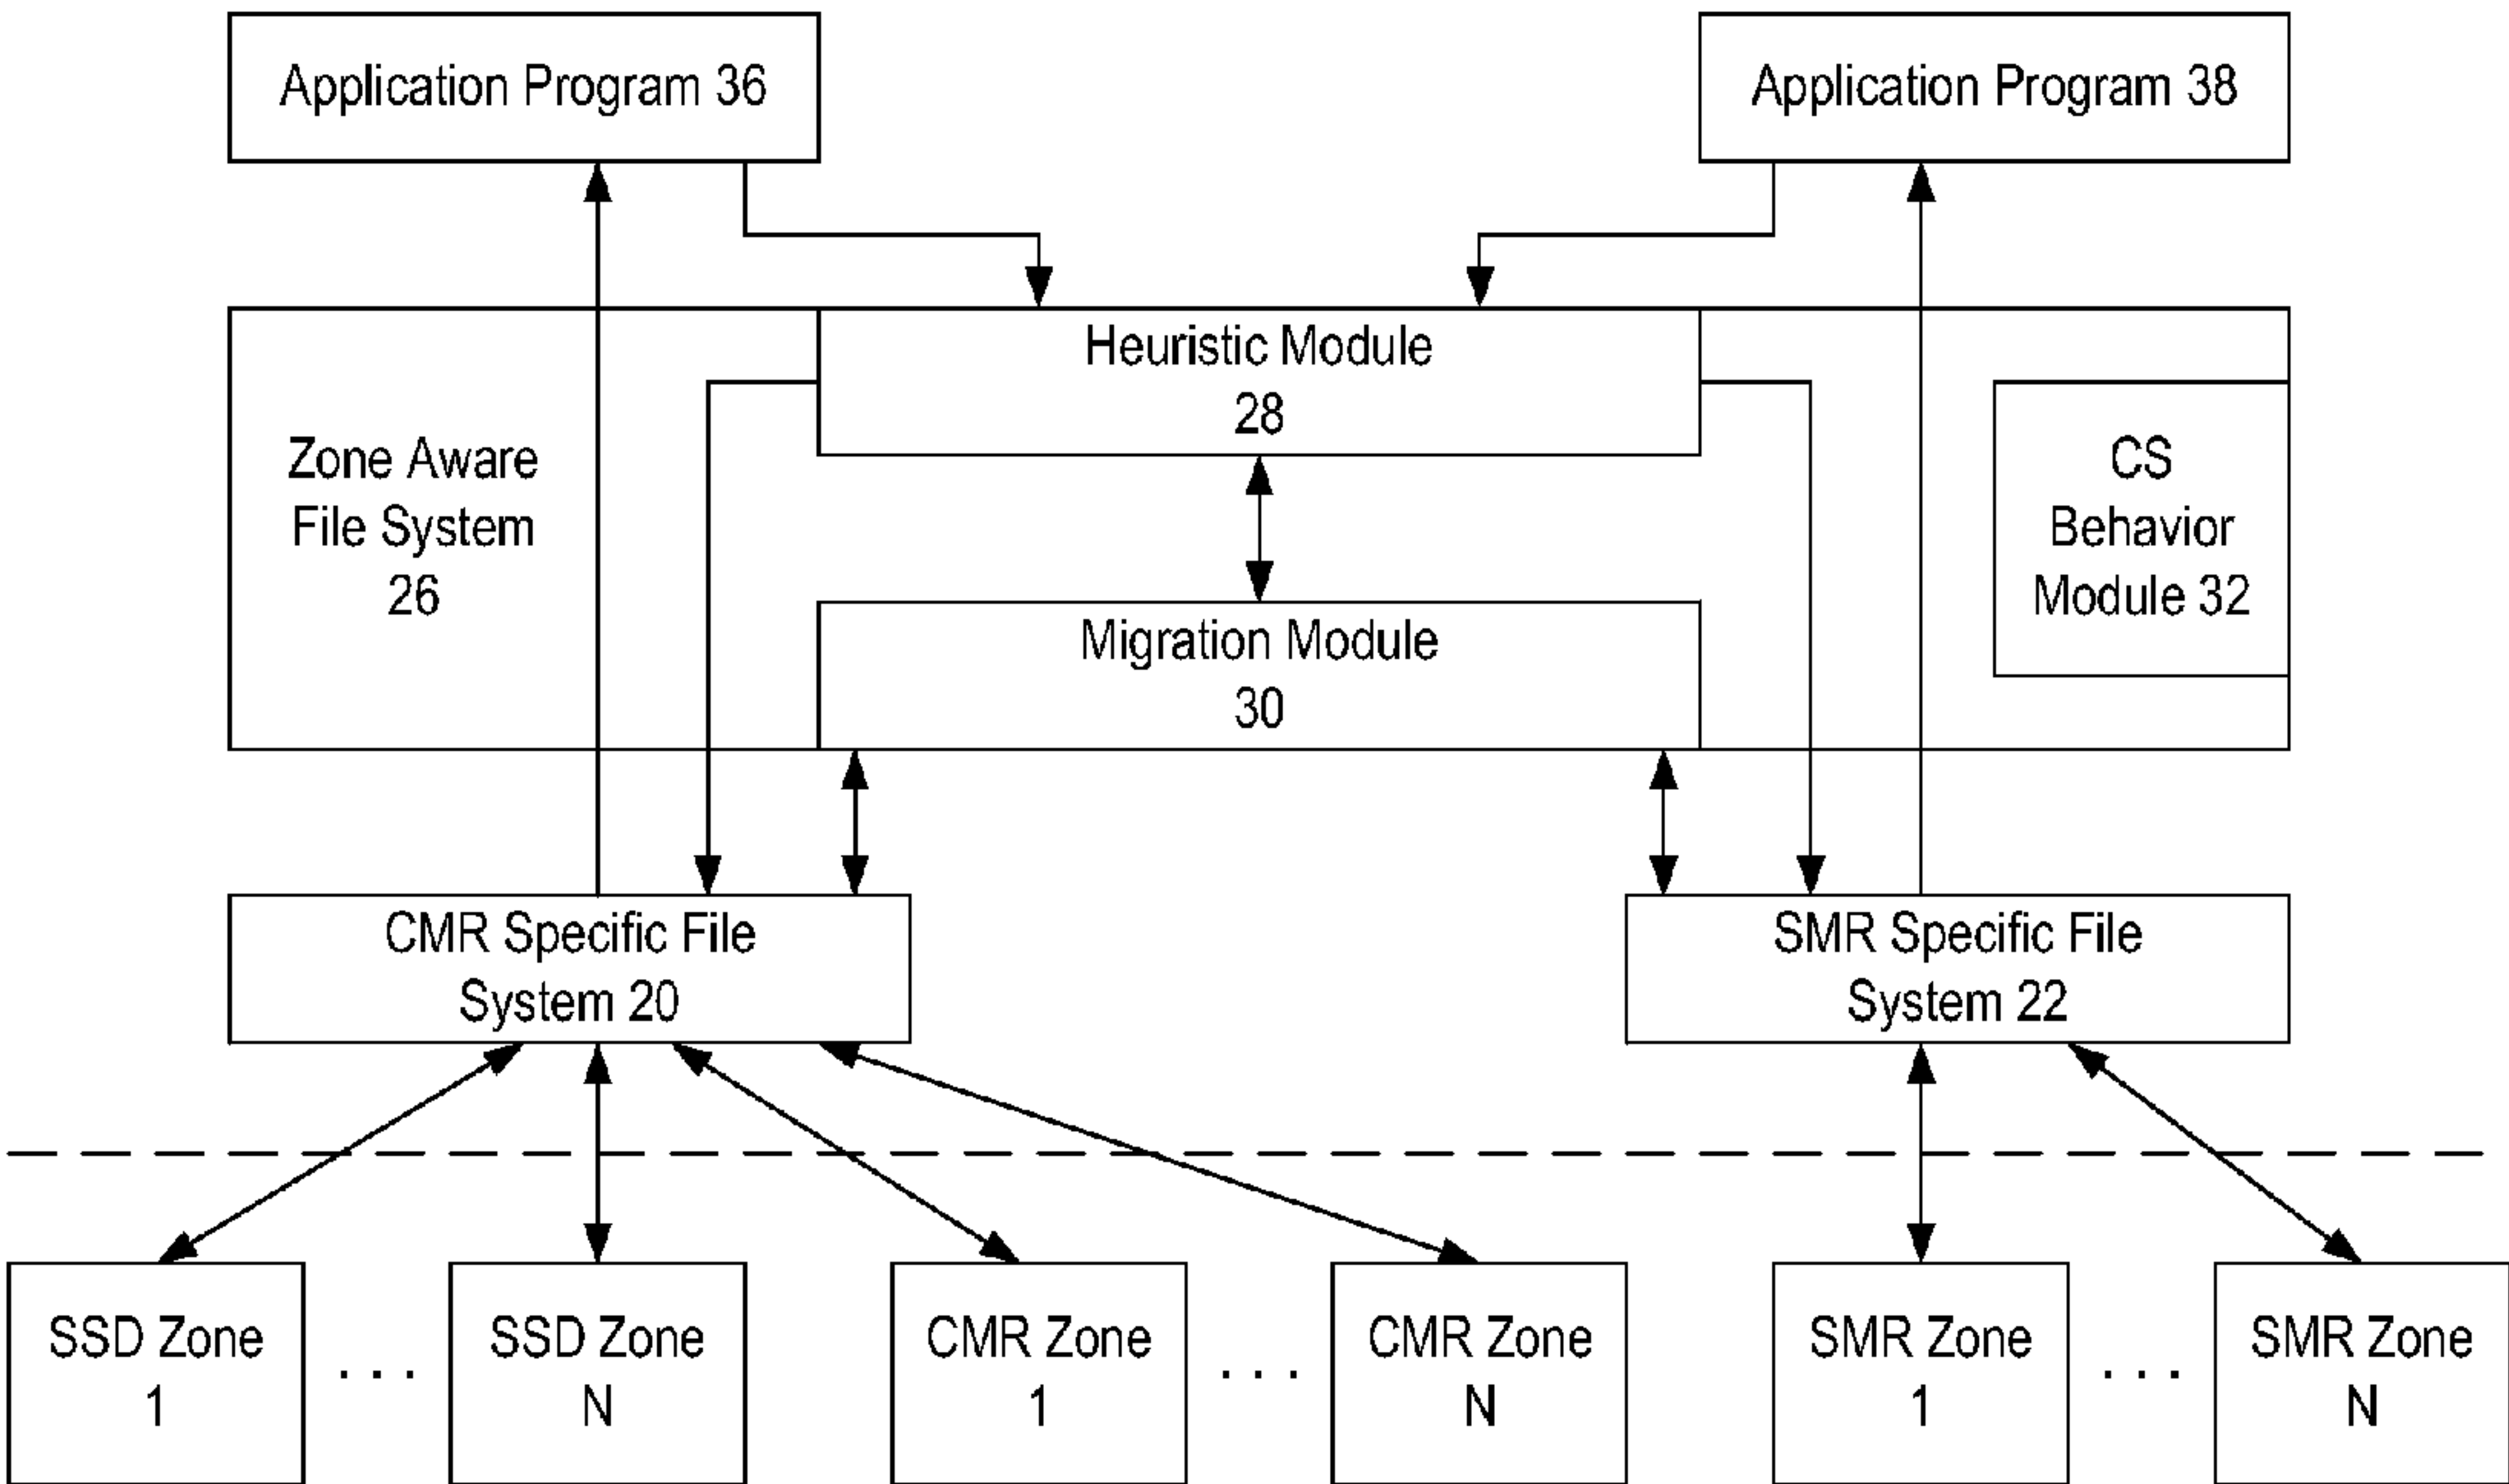 Application Program 36
Application Program 38
Heuristic Module
28
Zone Aware
File System
26
CS
Behavior
Module 32
Migration Module
30
CMR Specific File
System 20
SMR Specific File
System 22
SSD Zone
1
. . .
SSD Zone
N
CMR Zone
1
. . .
CMR Zone
N
SMR Zone
1
. . .
SMR Zone
N